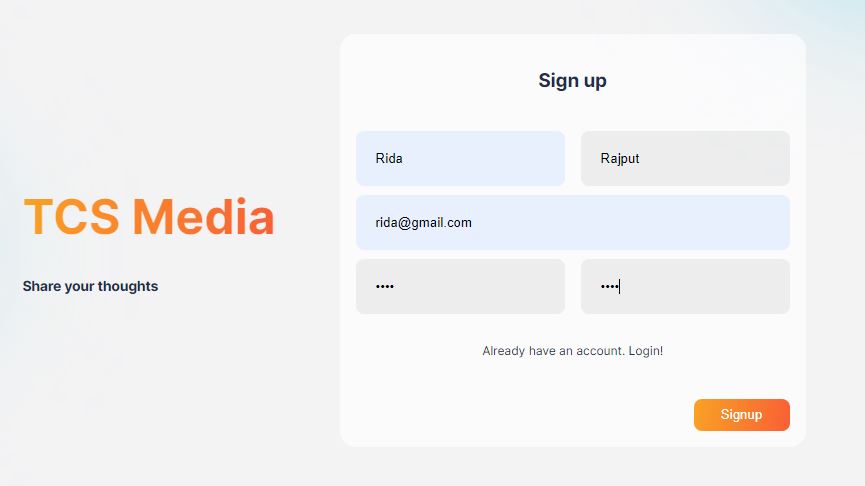 Sign up
Rida Rajput
TCS Media
rida@gmail.com
Share your thoughts
•••• ••••
Already have an account. Login!
Signup